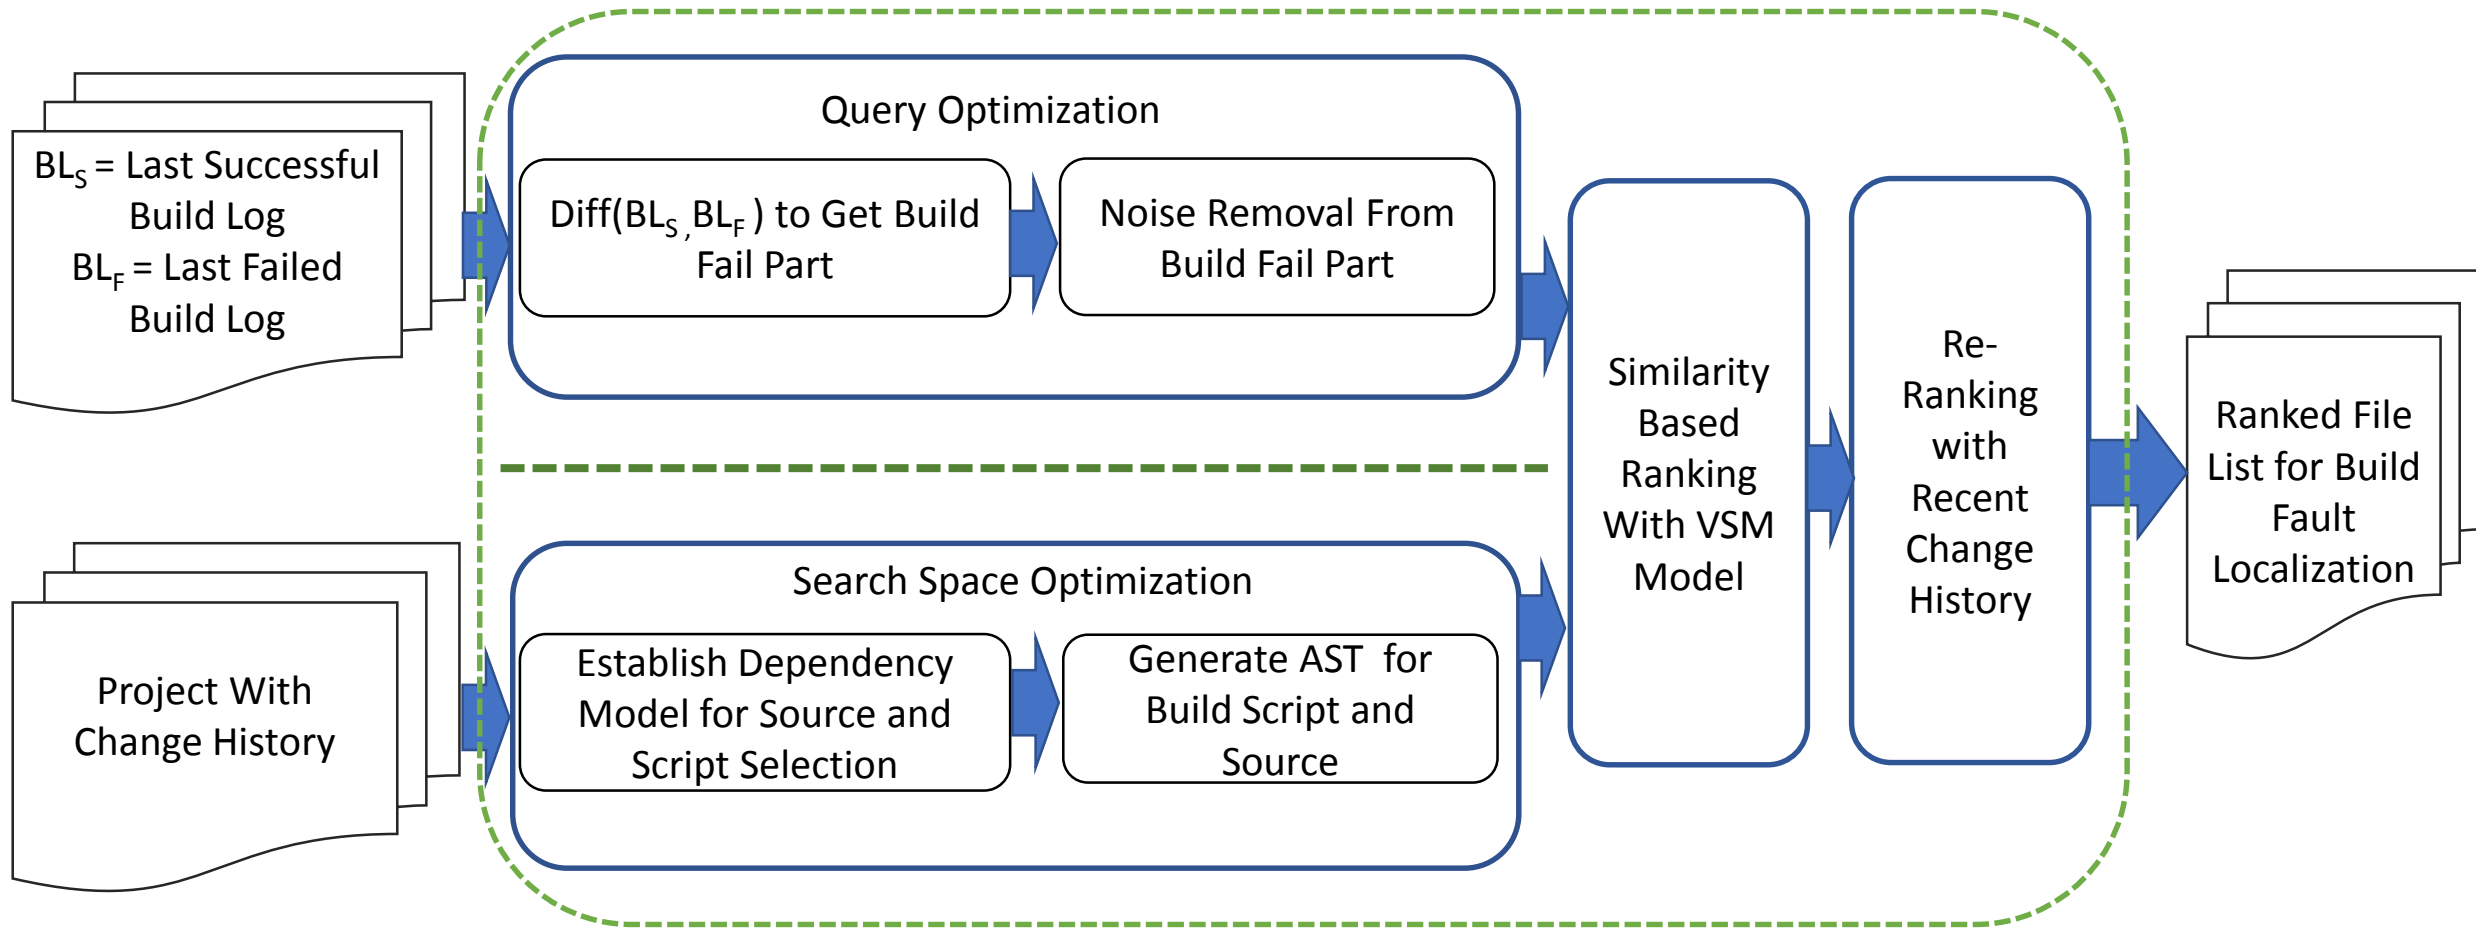 BLS = Last Successful
Build Log
BLF = Last Failed
Build Log
Query Optimization
Diff(BLS ,BLF ) to Get Build
Fail Part
Noise Removal From
Build Fail Part
Project With
Change History
Search Space Optimization
Establish Dependency
Model for Source and
Script Selection
Generate AST for
Build Script and
Source
Similarity
Based
Ranking
With VSM
Model
Re-
Ranking
with
Recent
Change
History
Ranked File
List for Build
Fault
Localization